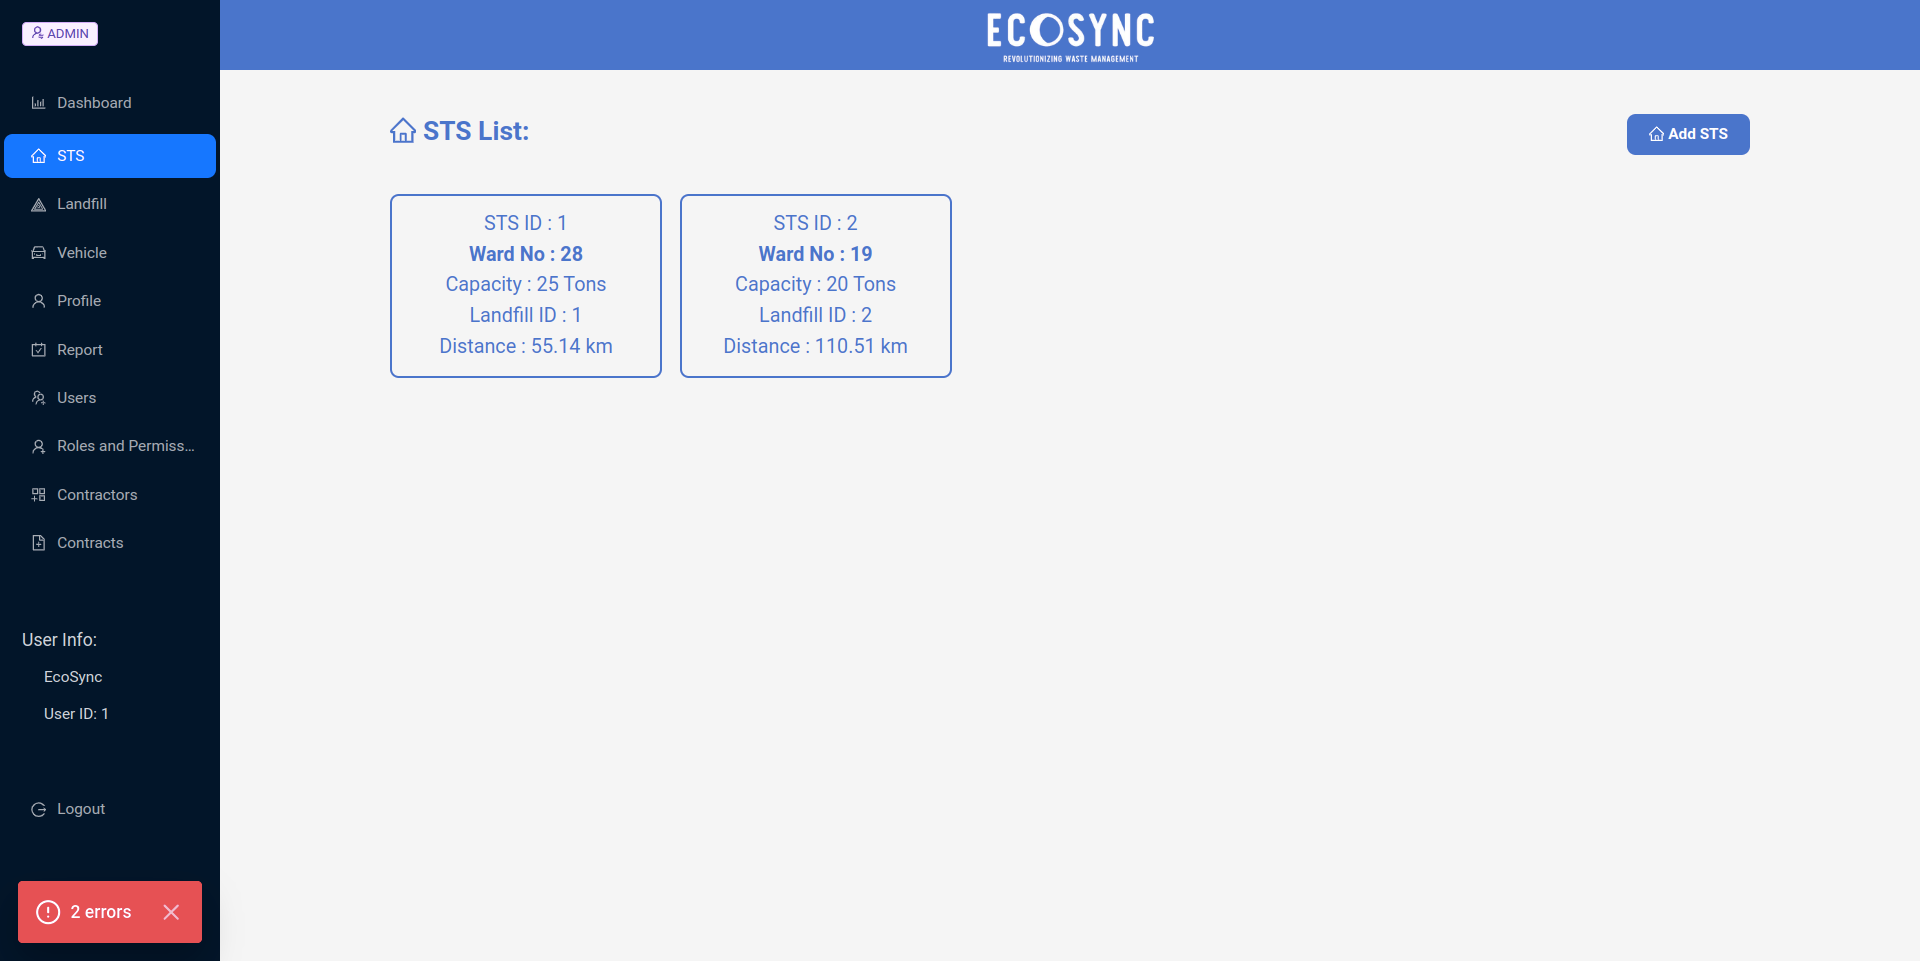 ADMIN
Dashboard
STS
Landfill
Vehicle
Profile
Report
Users
Roles and Permiss...
Contractors
Contracts
User Info:
EcoSync
User ID: 1
Logout
2 errors
ECOSYNC
REVOLUTIONIZING WASTE MANAGEMENT
STS List:
Add STS
STS ID : 1
Ward No : 28
Capacity : 25 Tons
Landfill ID : 1
Distance : 55.14 km
STS ID : 2
Ward No : 19
Capacity : 20 Tons
Landfill ID : 2
Distance : 110.51 km